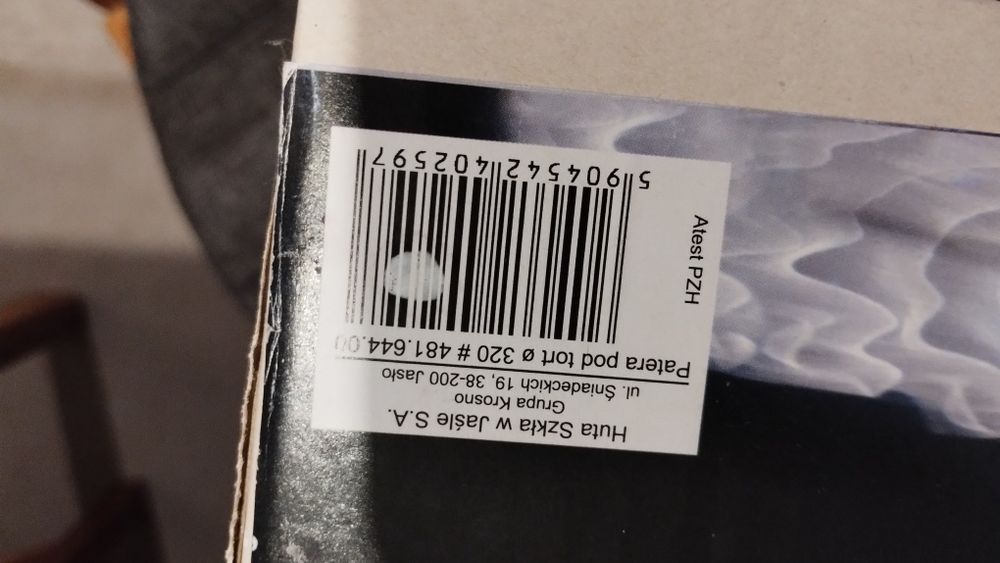 Huta Szkła w Jaśle S.A.
Grupa Krosno
ul. Śniadeckich 19, 38-200 Jasło
Patera pod tort ø 320 # 481.644.00
5 904542 402597
Atest PZH